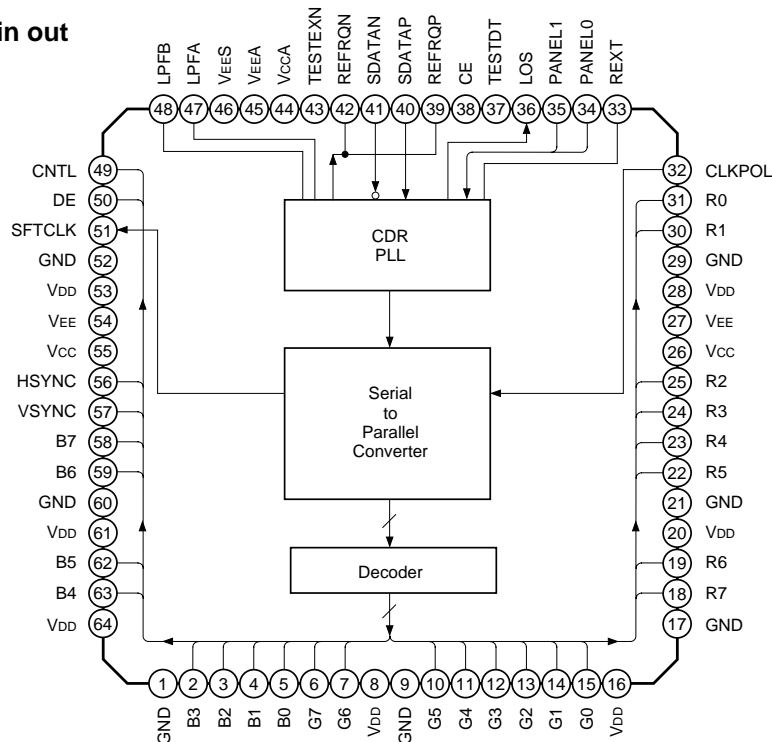 in out
LPFB
LPFA
VEES
VEEA
VCCA
TESTEXN
REFRQN
SDATAN
SDATAP
REFRQP
CE
TESTDT
LOS
PANEL1
PANEL0
REXT
48 47 46 45 44 43 42 41 40 39 38 37 36 35 34 33
CNTL 49
DE 50
SFTCLK 51
GND 52
VDD 53
VEE 54
VCC 55
HSYNC 56
VSYNC 57
B7 58
B6 59
GND 60
VDD 61
B5 62
B4 63
VDD 64
CDR
PLL
Serial
to
Parallel
Converter
Decoder
32 CLKPOL
31 R0
30 R1
29 GND
28 VDD
27 VEE
26 VCC
25 R2
24 R3
23 R4
22 R5
21 GND
20 VDD
19 R6
18 R7
17 GND
1 2 3 4 5 6 7 8 9 10 11 12 13 14 15 16
GND
B3
B2
B1
B0
G7
G6
VDD
GND
G5
G4
G3
G2
G1
G0
VDD